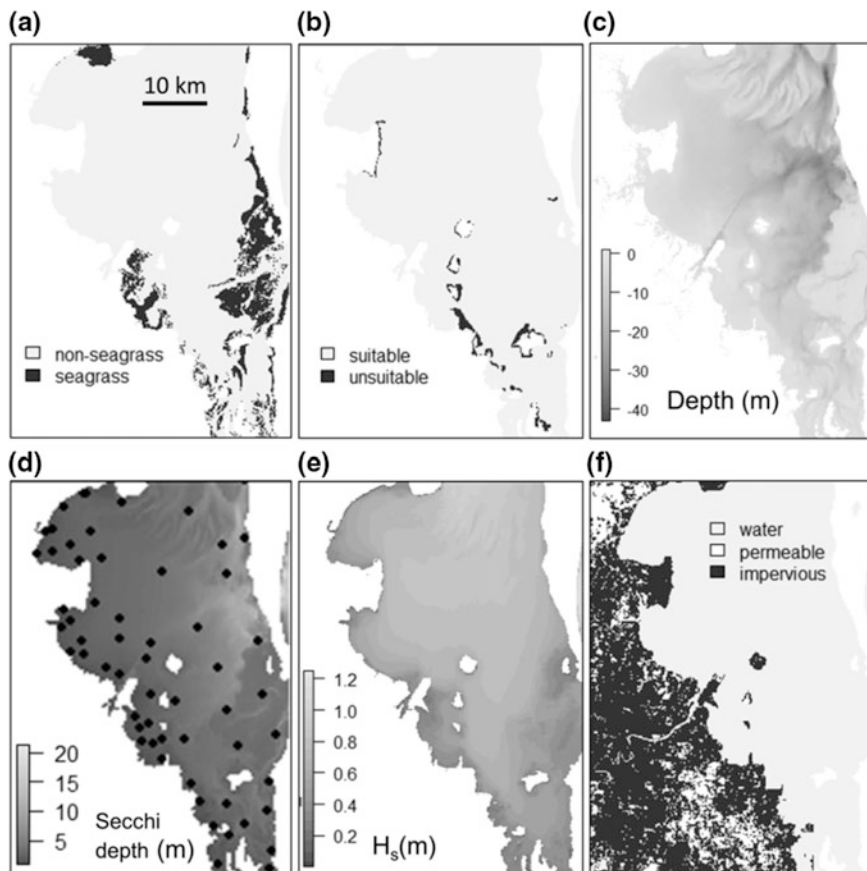 (a)
10 km
non-seagrass
seagrass
(b)
suitable
unsuitable
(c)
0
-10
-20
-30
-40
Depth (m)
(d)
20
15
10
5
Secchi
depth (m)
(e)
1.2
1.0
0.8
0.6
0.4
0.2
Hₛ(m)
(f)
water
permeable
impervious